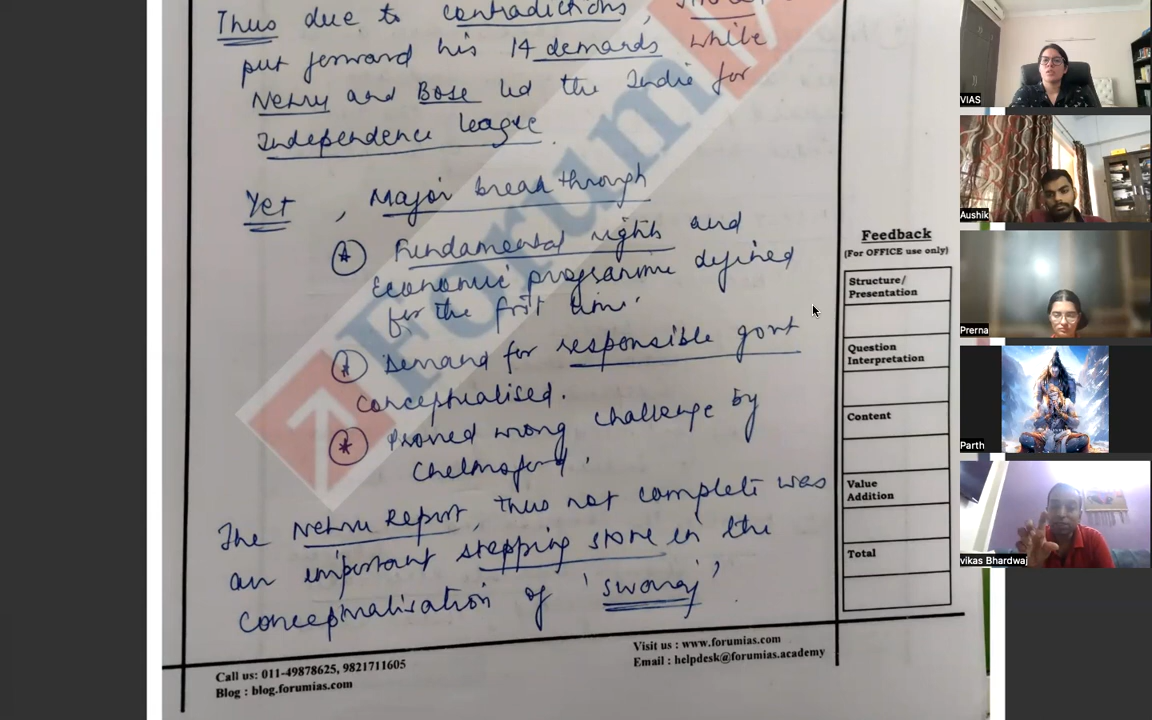 Thus due to contradictions,
put forward his 14 demands while
Nehru and Bose led the Indie for
Independence league.
Yet, Major breakthrough
Fundamental rights and
Economic programme defined
for the first time.
Demand for responsible govt
conceptualised.
Proved wrong challenge by
Chelmsford.
The Nehru Report, thus not complete was
an important stepping stone in the
conceptualisation of 'swaraj'.
Forum
Feedback
(For OFFICE use only)
Structure/
Presentation
Question
Interpretation
Content
Value
Addition
Total
Call us: 011-49878625, 9821711605
Blog : blog.forumias.com
Visit us : www.forumias.com
Email : helpdesk@forumias.academy
VIAS
Aushik
Prerna
Parth
vikas Bhardwaj